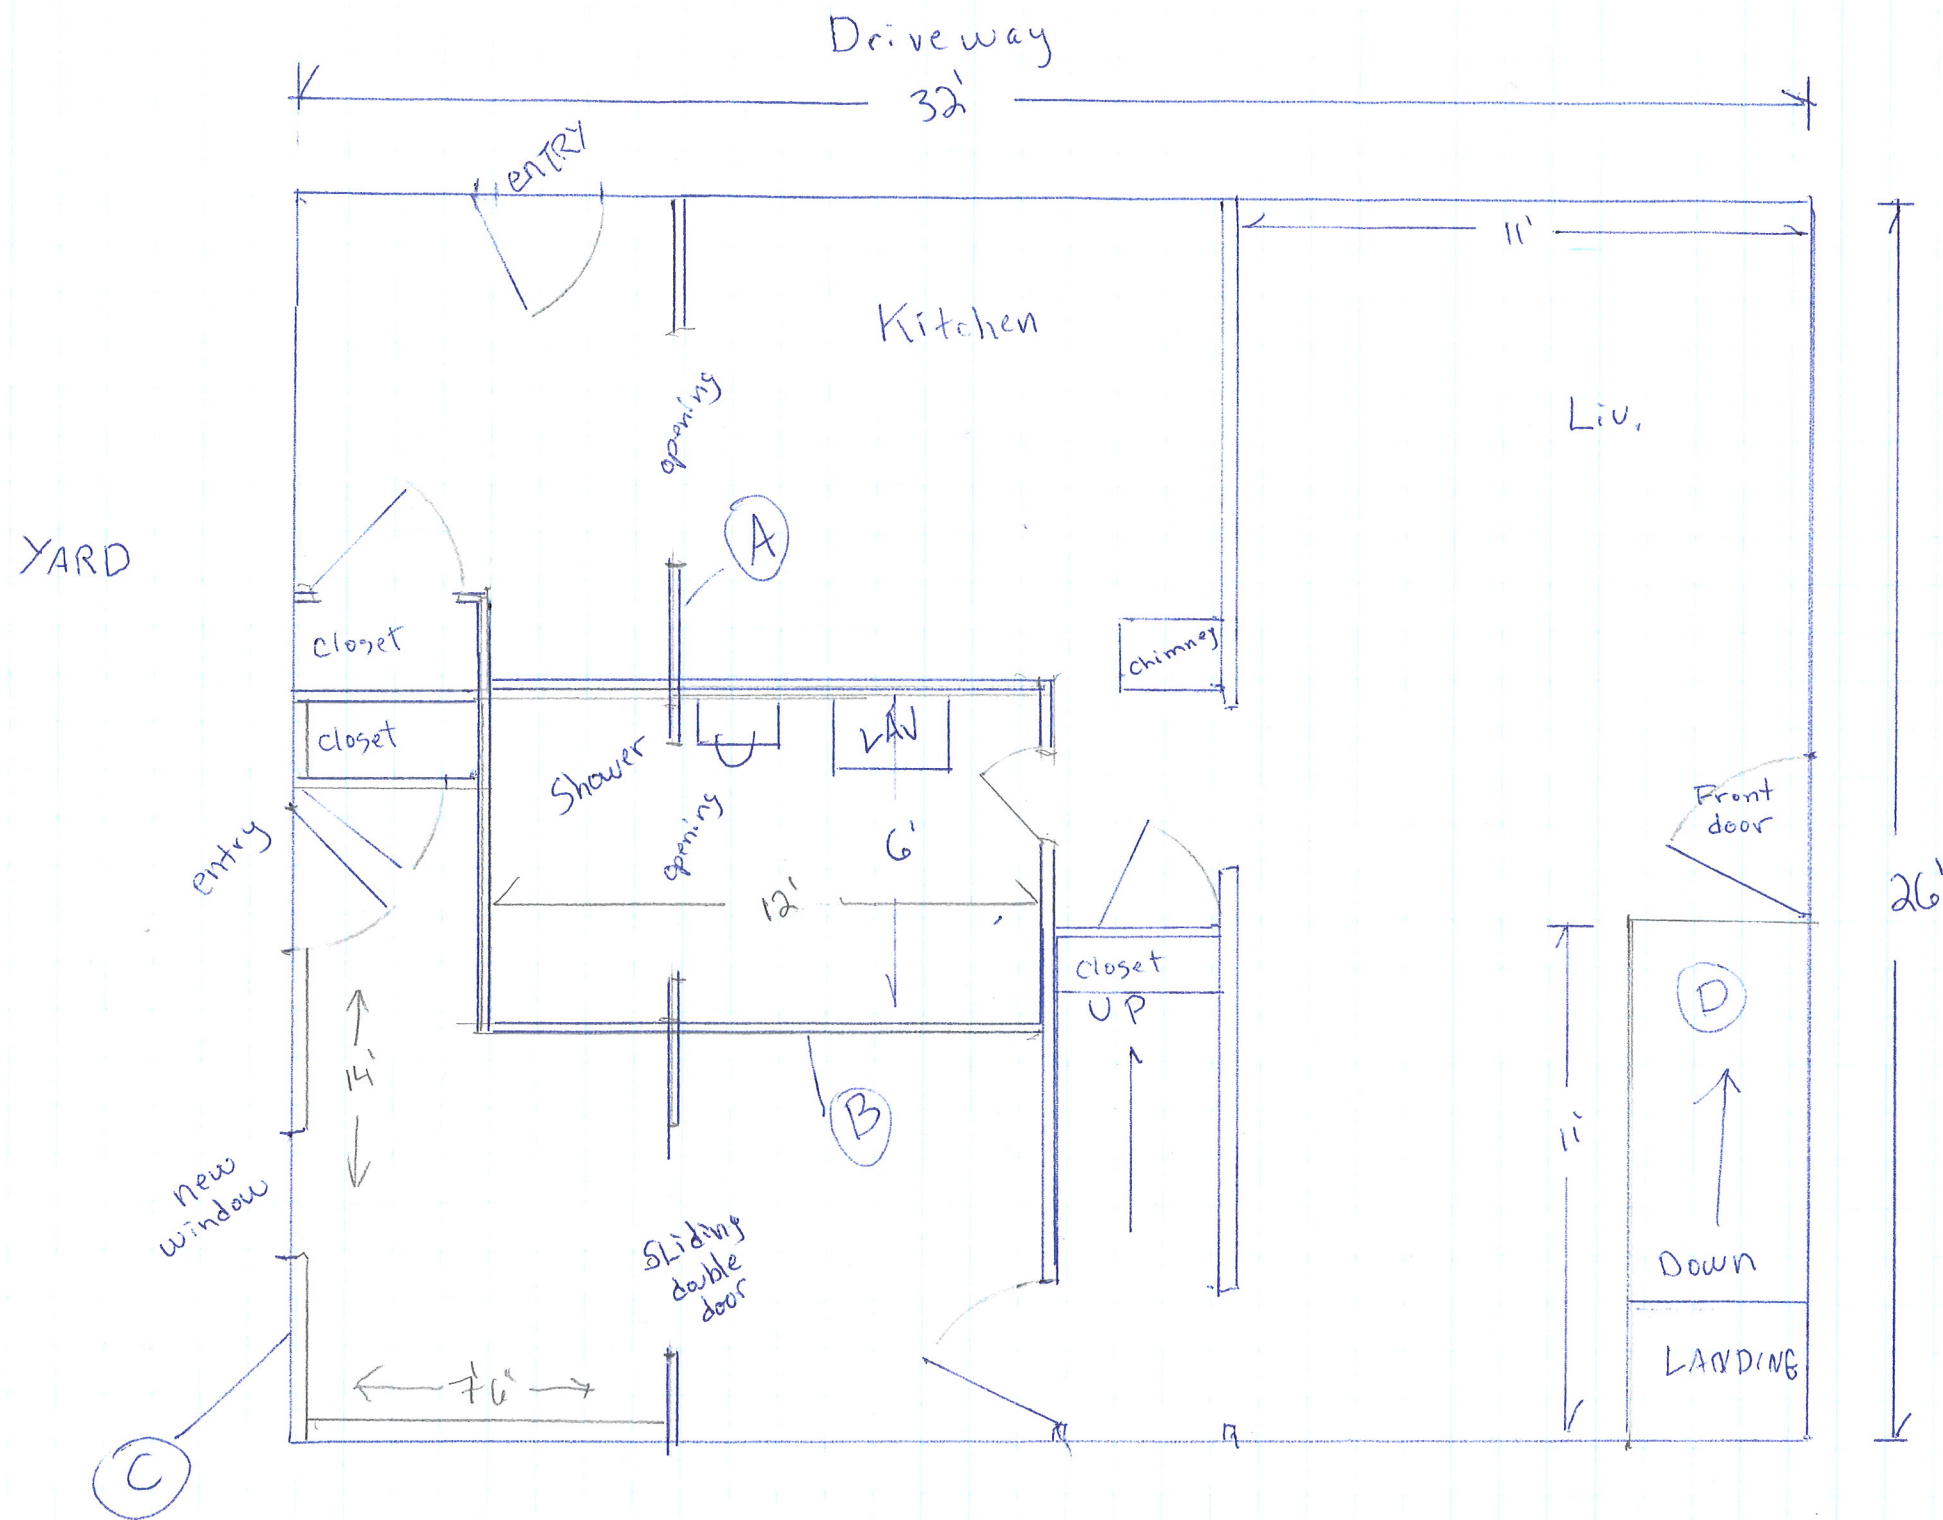 Driveway
32'
enTRY
11'
Kitchen
Liv.
opening
A
YARD
closet
chimney
closet
Shower
LAV
Front
door
opening
6'
entry
12'
26'
closet
UP
D
14'
B
11'
new
window
SLiding
double
door
Down
LANDING
7'6"
C